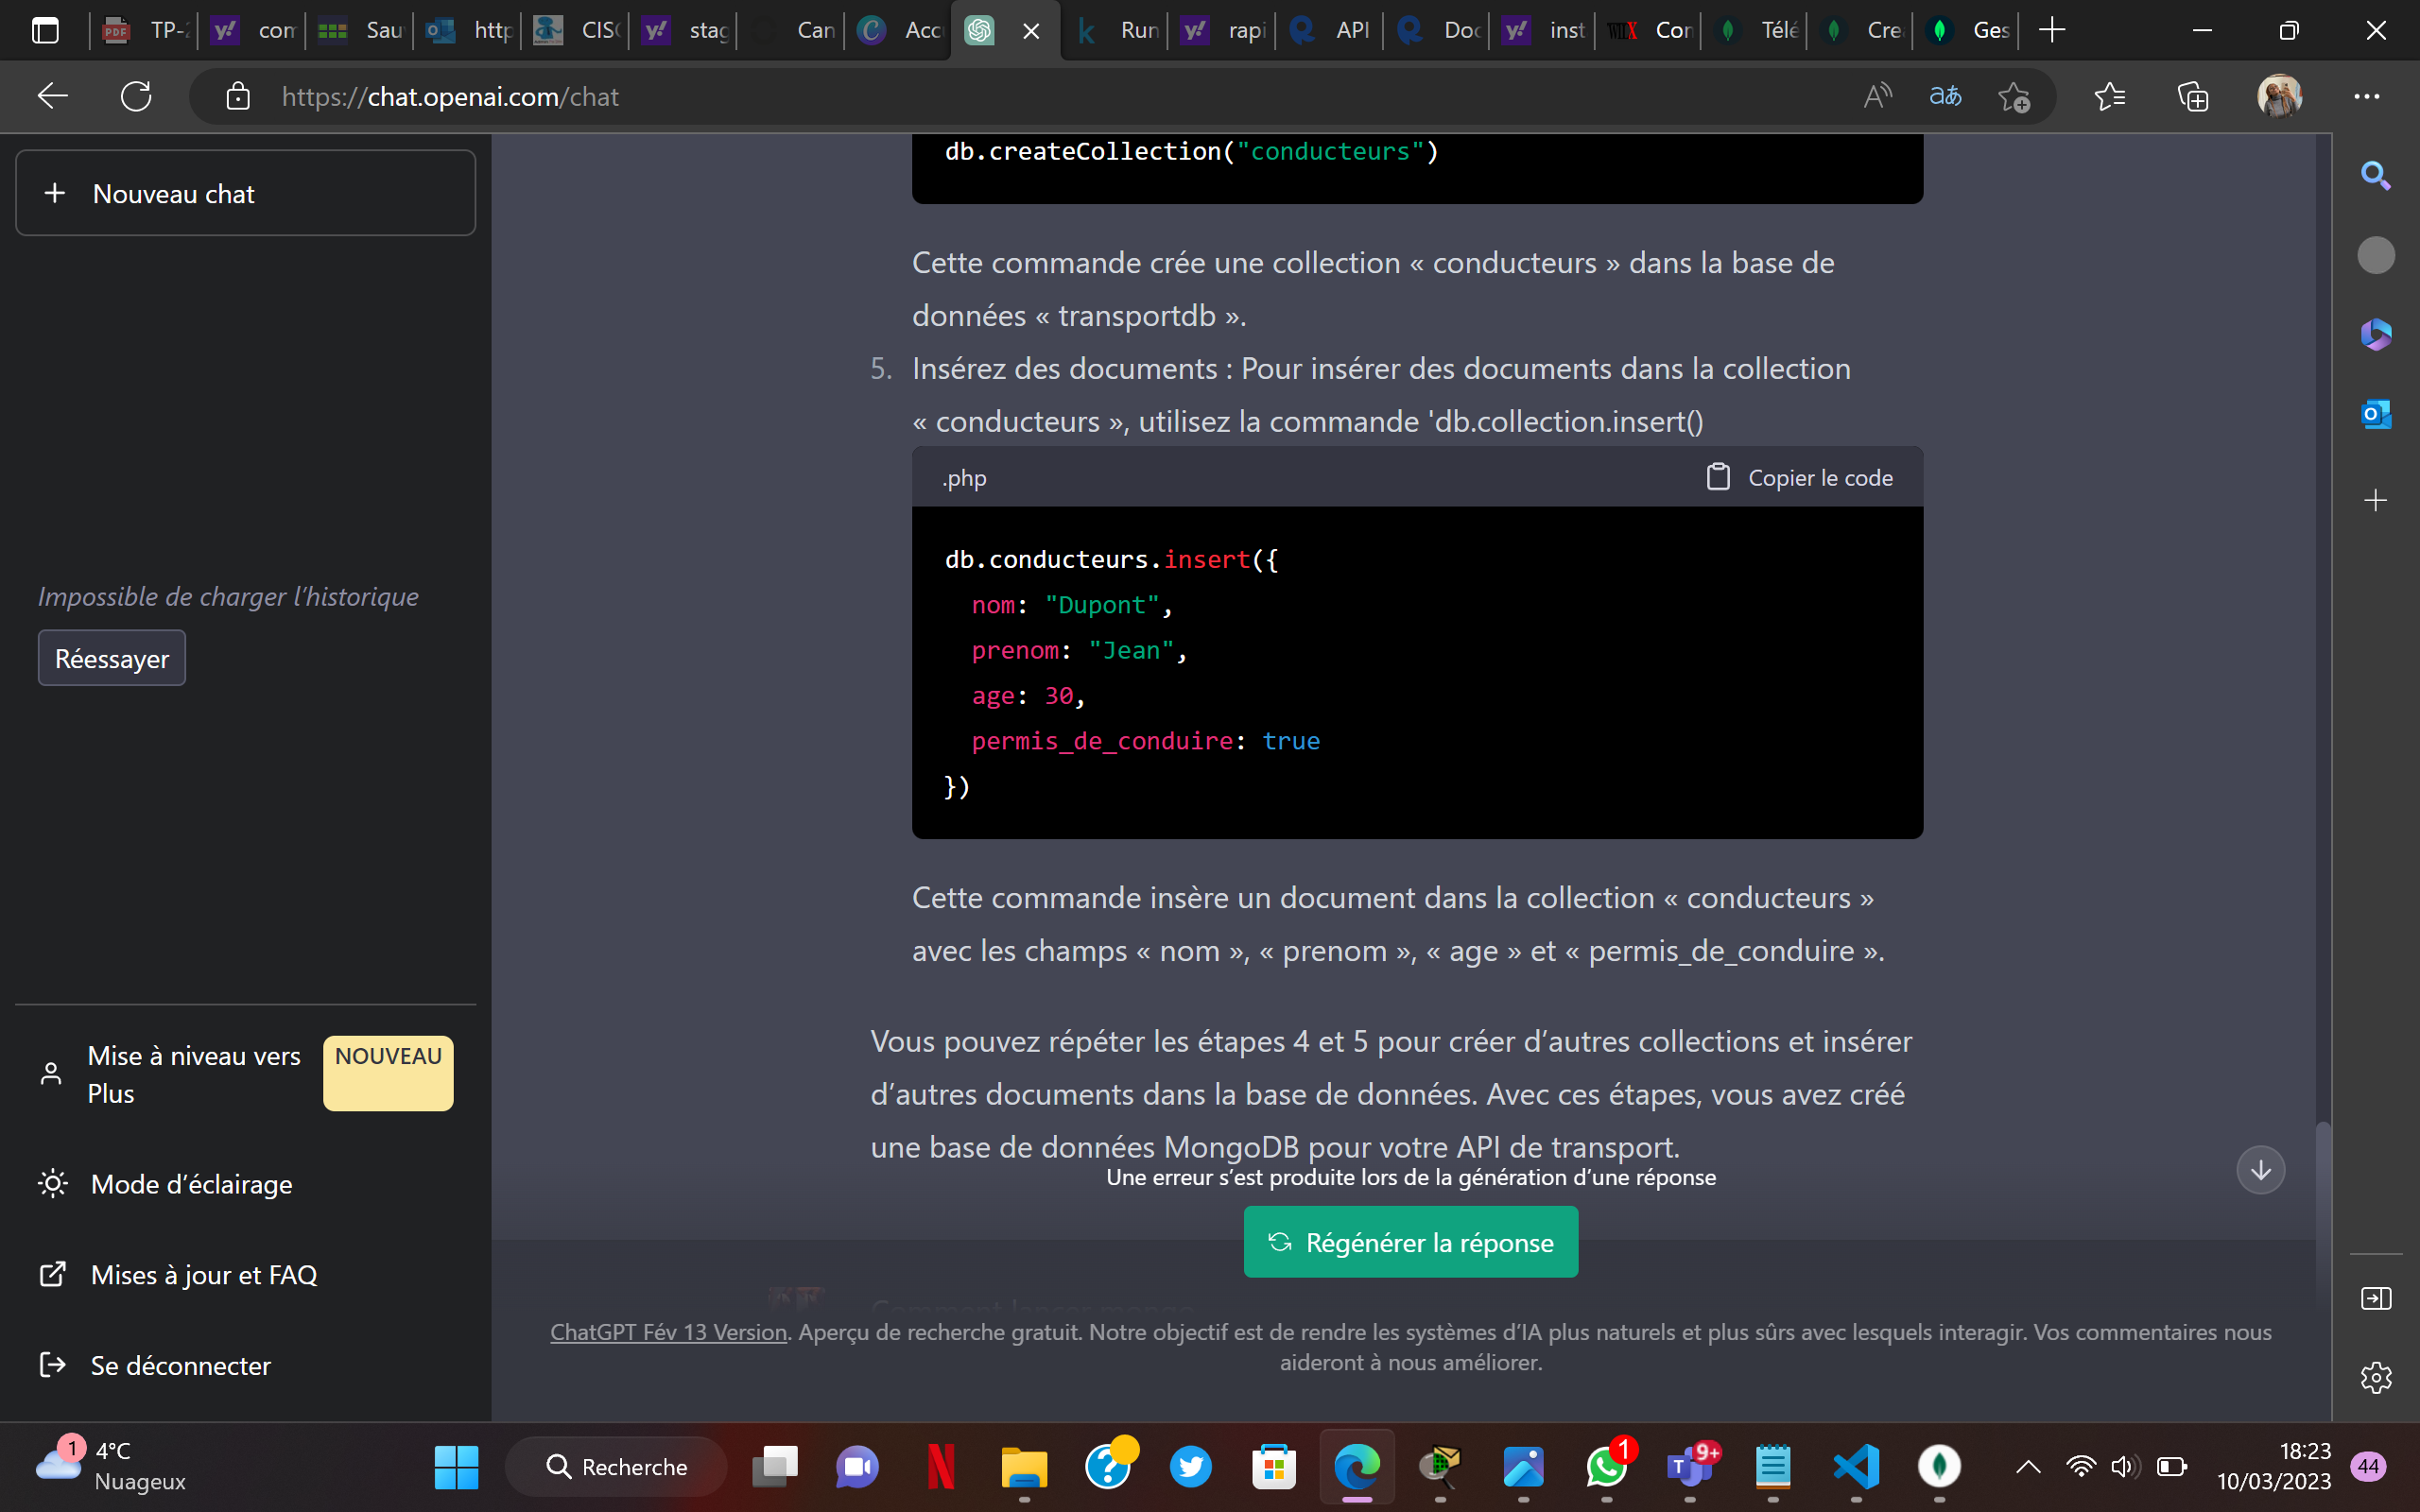 TP-2
com
Sau
http
CISC
stag
Can
Acc
Run
rapi
API
Doc
inst
Con
Télé
Cre
Ges
https://chat.openai.com/chat
Nouveau chat
Impossible de charger l’historique
Réessayer
Mise à niveau vers
Plus
NOUVEAU
Mode d’éclairage
Mises à jour et FAQ
Se déconnecter
db.createCollection("conducteurs")
Cette commande crée une collection « conducteurs » dans la base de
données « transportdb ».
5. Insérez des documents : Pour insérer des documents dans la collection
« conducteurs », utilisez la commande 'db.collection.insert()
.php
Copier le code
db.conducteurs.insert({
nom: "Dupont",
prenom: "Jean",
age: 30,
permis_de_conduire: true
})
Cette commande insère un document dans la collection « conducteurs »
avec les champs « nom », « prenom », « age » et « permis_de_conduire ».
Vous pouvez répéter les étapes 4 et 5 pour créer d’autres collections et insérer
d’autres documents dans la base de données. Avec ces étapes, vous avez créé
une base de données MongoDB pour votre API de transport.
Une erreur s’est produite lors de la génération d’une réponse
Régénérer la réponse
Comment lancer mongo
ChatGPT Fév 13 Version. Aperçu de recherche gratuit. Notre objectif est de rendre les systèmes d’IA plus naturels et plus sûrs avec lesquels interagir. Vos commentaires nous
aideront à nous améliorer.
1
4°C
Nuageux
Recherche
1
9+
18:23
10/03/2023
44